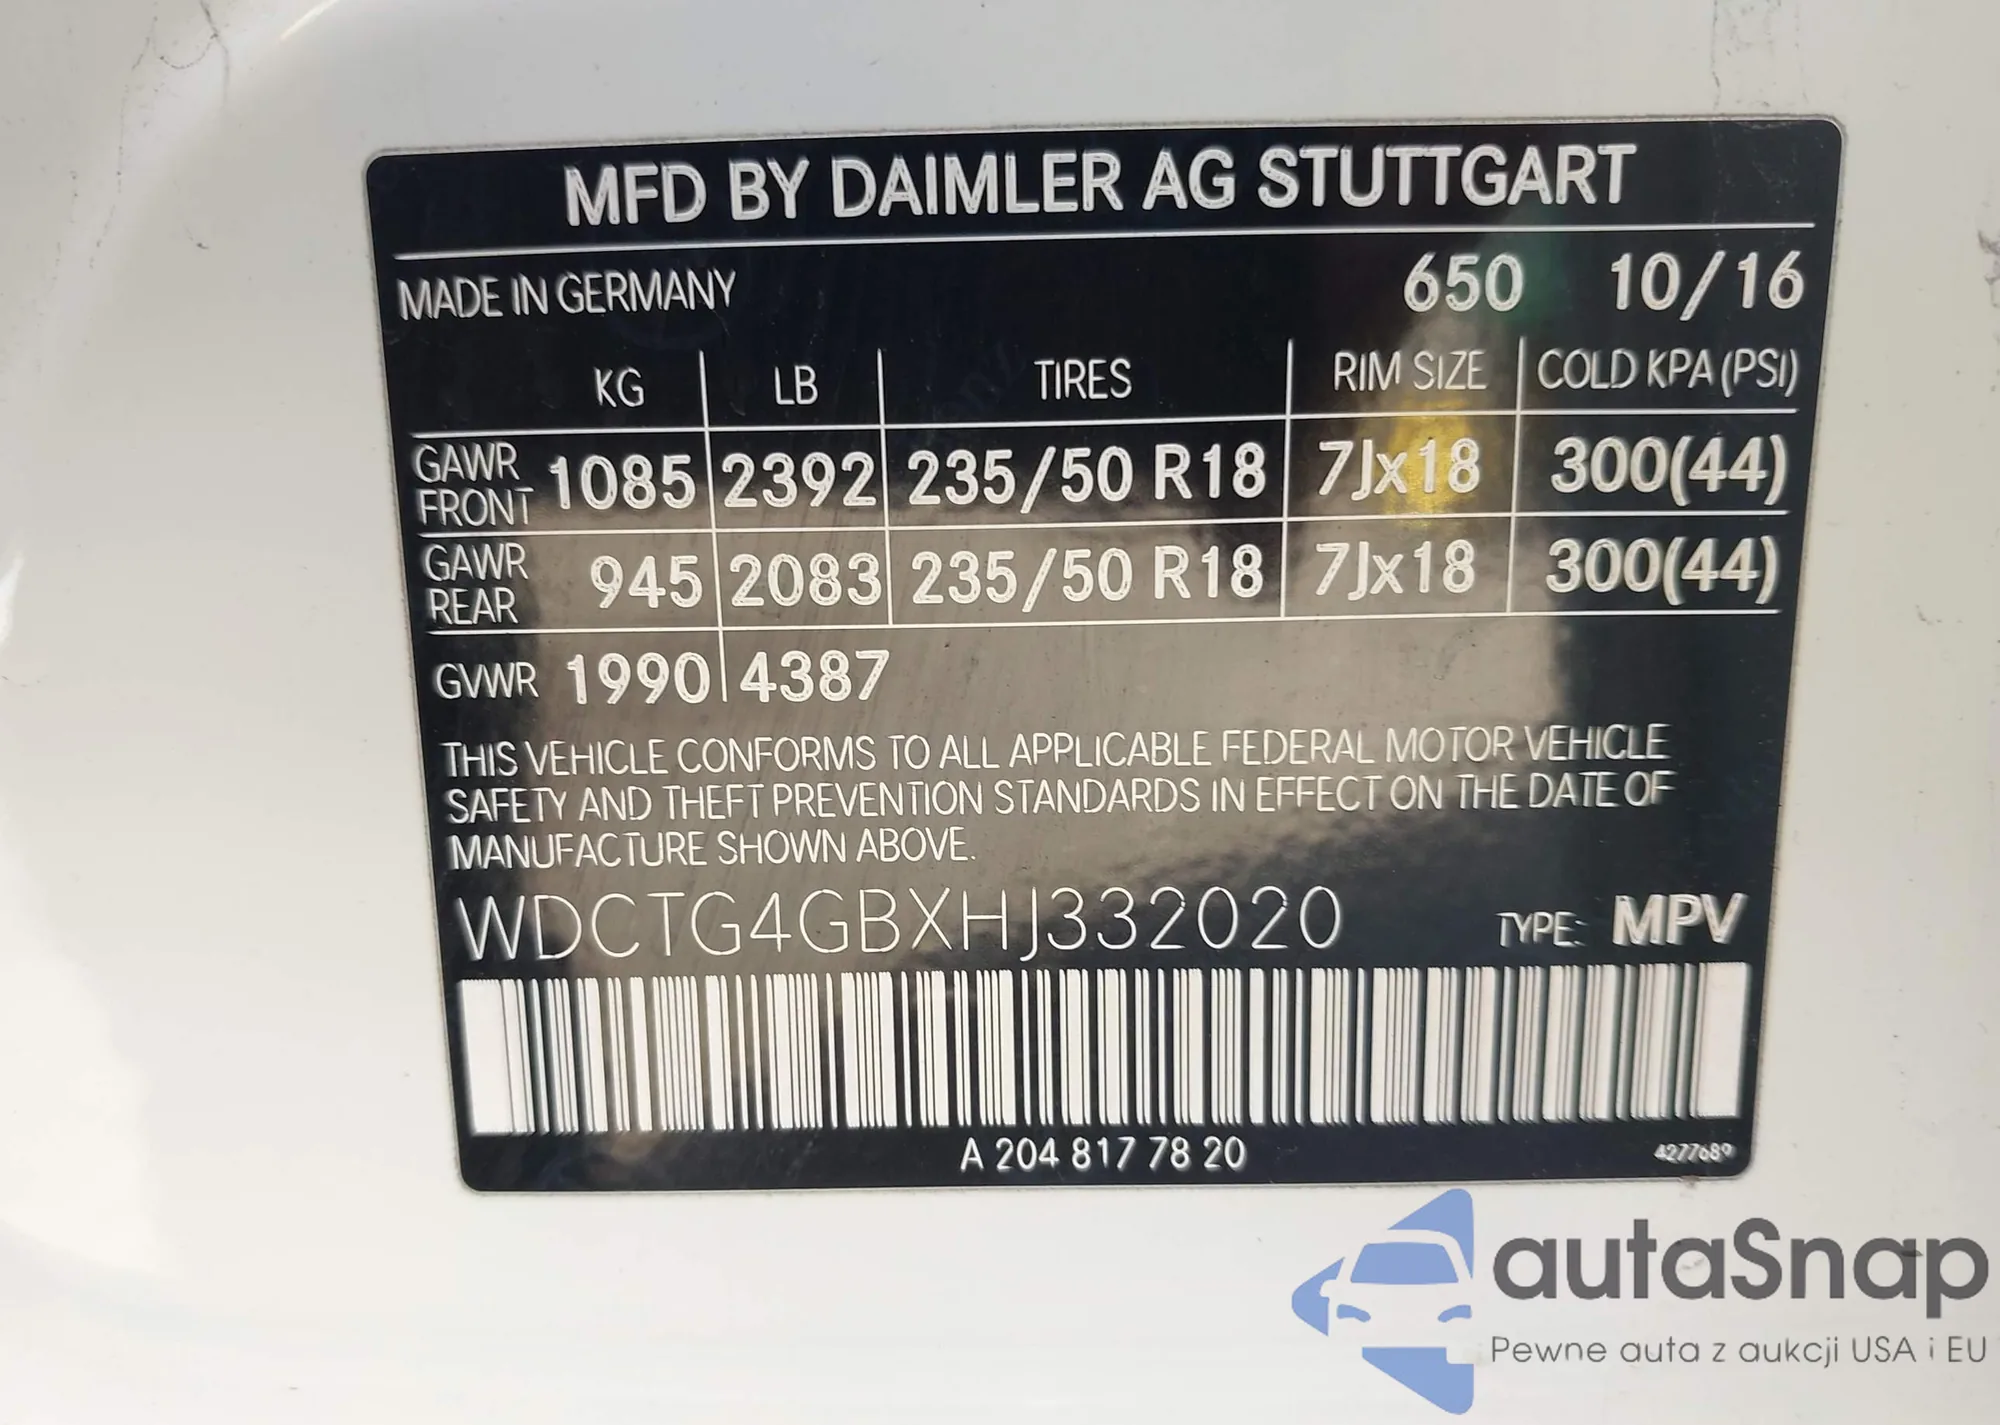 MFD BY DAIMLER AG STUTTGART
MADE IN GERMANY 650 10/16
KG LB TIRES RIM SIZE COLD KPA (PSI)
GAWR FRONT 1085 2392 235/50 R18 7Jx18 300(44)
GAWR REAR 945 2083 235/50 R18 7Jx18 300(44)
GVWR 1990 4387
THIS VEHICLE CONFORMS TO ALL APPLICABLE FEDERAL MOTOR VEHICLE
SAFETY AND THEFT PREVENTION STANDARDS IN EFFECT ON THE DATE OF
MANUFACTURE SHOWN ABOVE.
WDCTG4GBXHJ332020 TYPE: MPV
A 204 817 78 20 4277689
autaSnap
Pewne auta z aukcji USA i EU